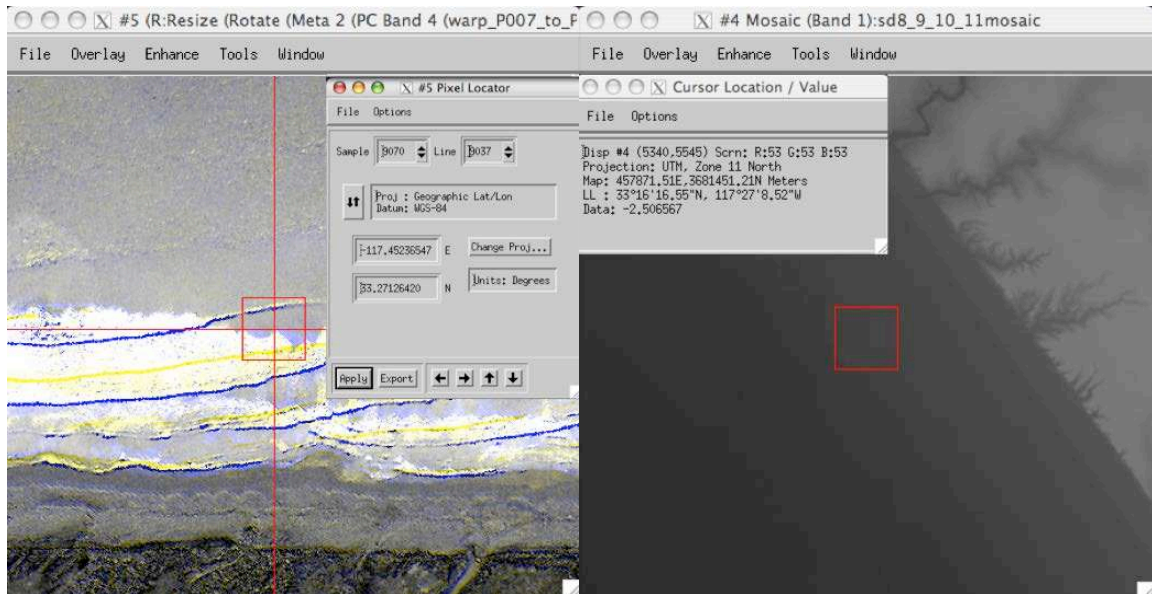 #5 (R:Resize (Rotate (Meta 2 (PC Band 4 (warp_P007_to_P
File Overlay Enhance Tools Window
#5 Pixel Locator
File Options
Sample 9070 Line 9037
Proj : Geographic Lat/Lon
Datum: WGS-84
-117.45236547 E Change Proj...
33.27126420 N Units: Degrees
Apply Export
#4 Mosaic (Band 1):sd8_9_10_11mosaic
File Overlay Enhance Tools Window
Cursor Location / Value
File Options
Disp #4 (5340,5545) Scrn: R:53 G:53 B:53
Projection: UTM, Zone 11 North
Map: 457871.51E,3681451.21N Meters
LL : 33°16'16.55"N, 117°27'8.52"W
Data: -2.506567